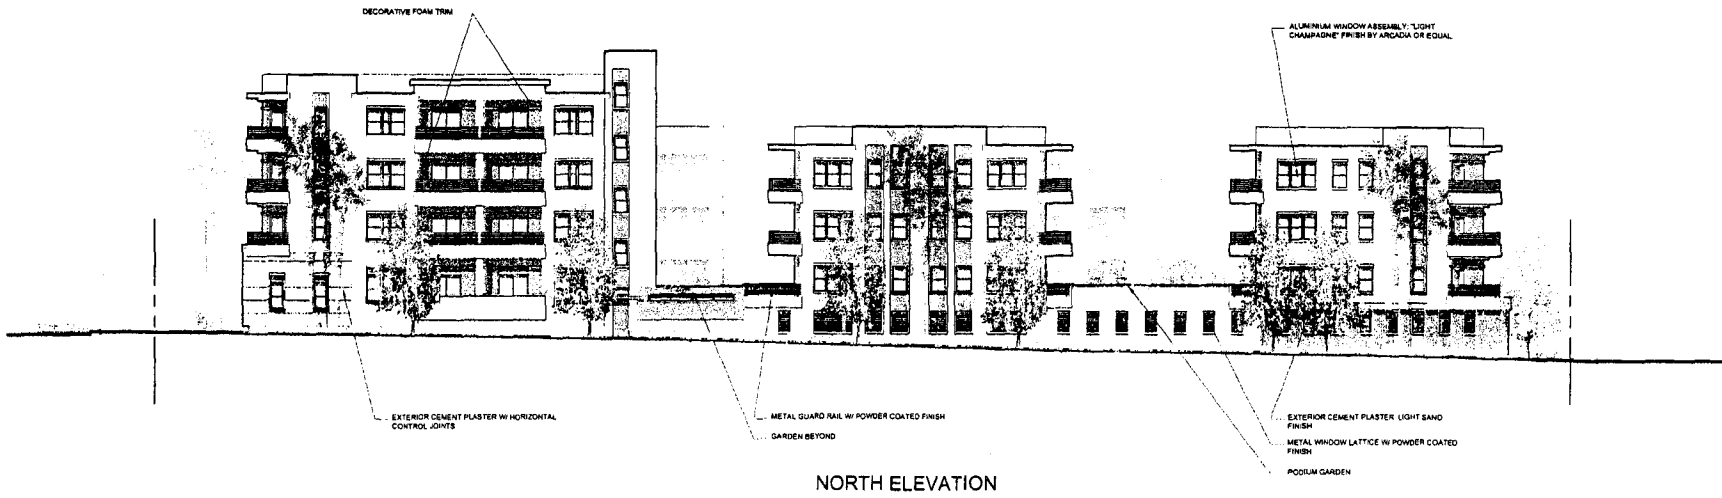 DECORATIVE FOAM TRIM
ALUMINIUM WINDOW ASSEMBLY: "LIGHT
CHAMPAGNE" FINISH BY ARCADIA OR EQUAL
EXTERIOR CEMENT PLASTER W/ HORIZONTAL
CONTROL JOINTS
METAL GUARD RAIL W/ POWDER COATED FINISH
GARDEN BEYOND
EXTERIOR CEMENT PLASTER LIGHT SAND
FINISH
METAL WINDOW LATTICE W/ POWDER COATED
FINISH
PODIUM GARDEN
NORTH ELEVATION